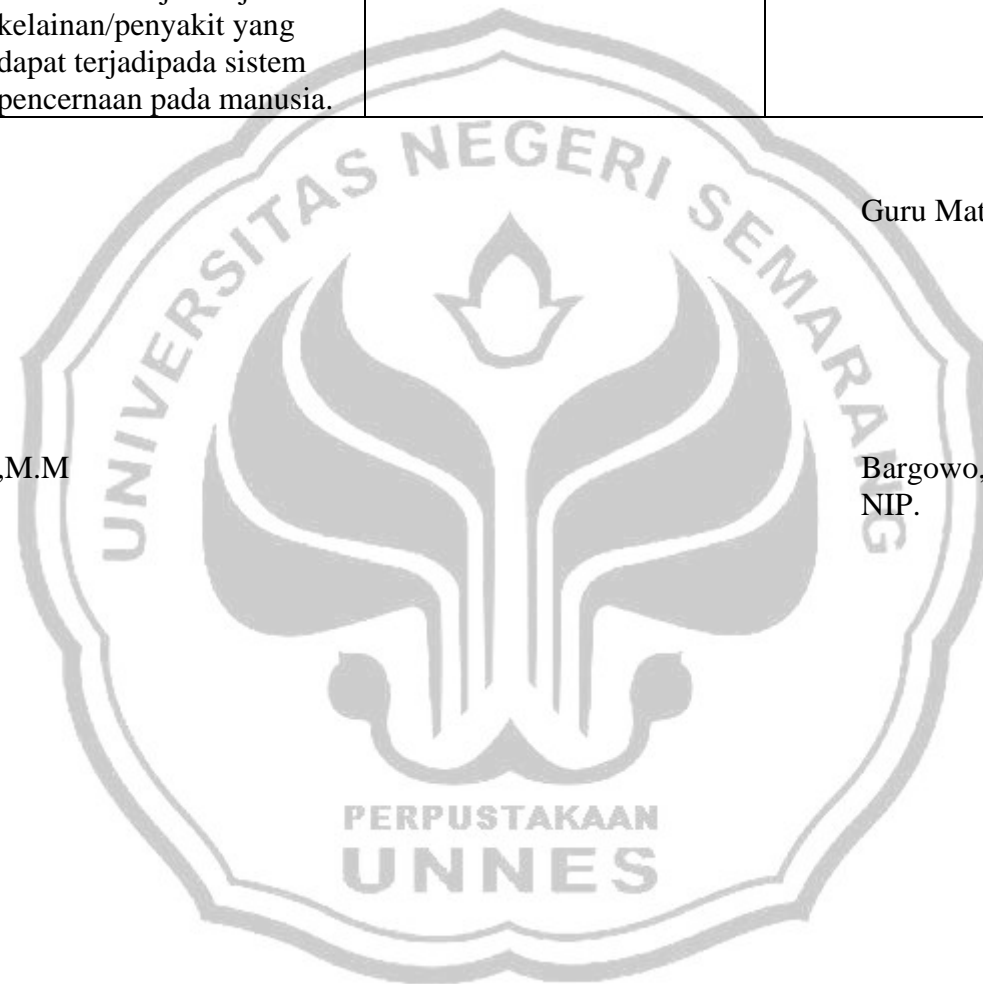 kelainan/penyakit yang
dapat terjadipada sistem
pencernaan pada manusia.
UNIVERSITAS NEGERI SEMARANG
Guru Mat
,M.M
Bargowo,
NIP.
PERPUSTAKAAN
UNNES